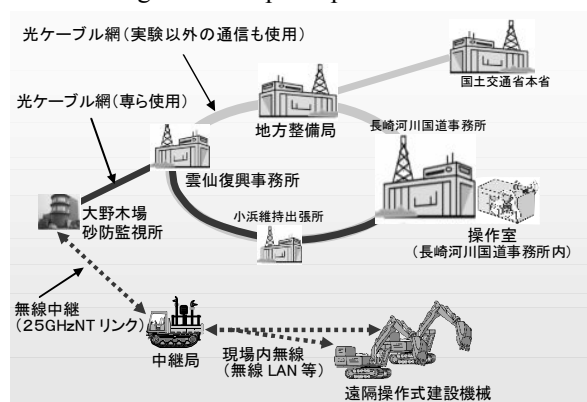 光ケーブル網(実験以外の通信も使用)
国土交通省本省
光ケーブル網(専ら使用)
地方整備局
長崎河川国道事務所
雲仙復興事務所
大野木場
砂防監視所
小浜維持出張所
操作室
(長崎河川国道事務所内)
無線中継
(25GHzNTリンク)
中継局
現場内無線
(無線 LAN 等)
遠隔操作式建設機械